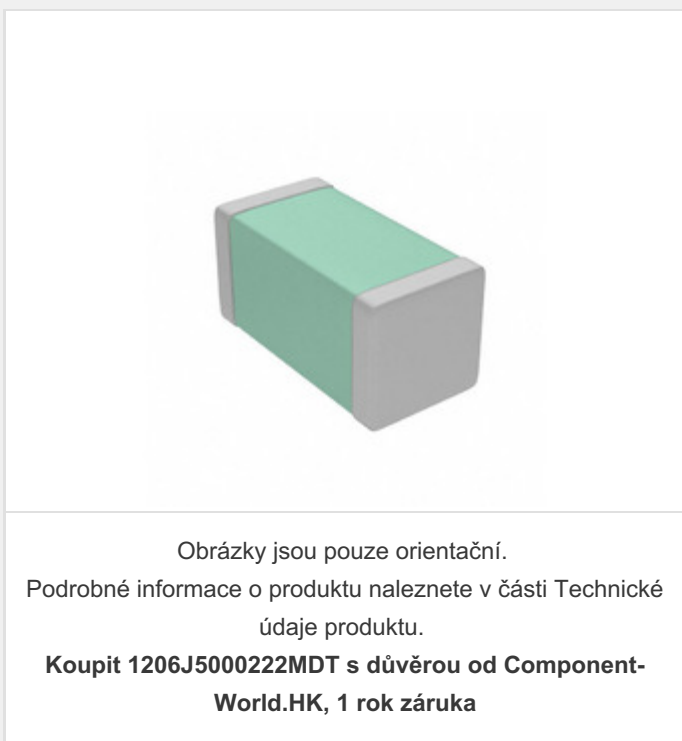 Obrázky jsou pouze orientační.
Podrobné informace o produktu naleznete v části Technické
údaje produktu.
Koupit 1206J5000222MDT s důvěrou od Component-
World.HK, 1 rok záruka